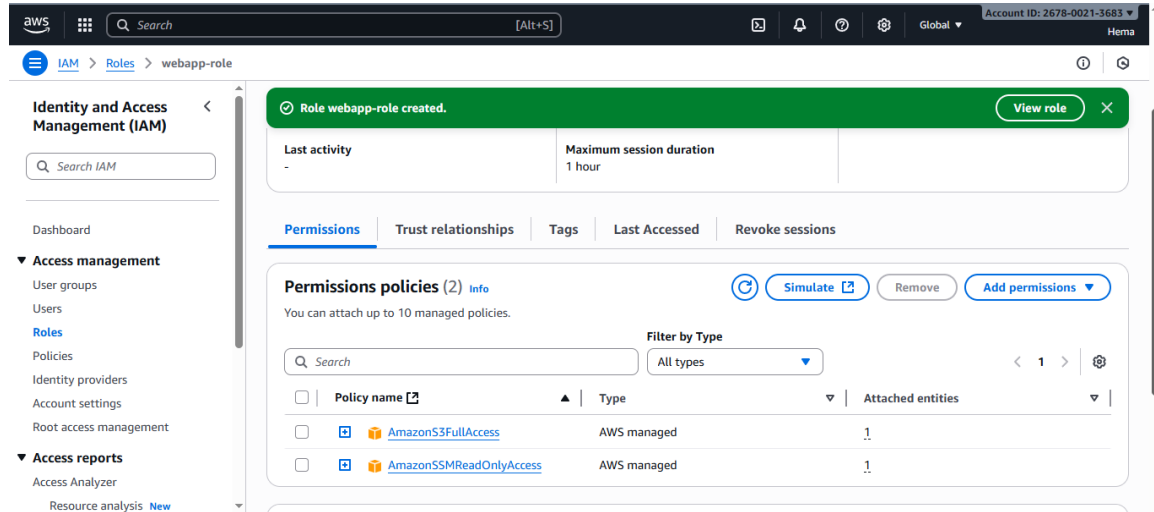 aws
Search [Alt+S]
Global ▼
Account ID: 2678-0021-3683 ▼
Hema
IAM > Roles > webapp-role
Identity and Access Management (IAM)
Search IAM
Dashboard
▼ Access management
User groups
Users
Roles
Policies
Identity providers
Account settings
Root access management
▼ Access reports
Access Analyzer
Resource analysis New
Role webapp-role created.
View role
Last activity
-
Maximum session duration
1 hour
Permissions Trust relationships Tags Last Accessed Revoke sessions
Permissions policies (2) Info
Simulate Remove Add permissions ▼
You can attach up to 10 managed policies.
Filter by Type
Search All types
< 1 >
Policy name Type Attached entities
AmazonS3FullAccess AWS managed 1
AmazonSSMReadOnlyAccess AWS managed 1